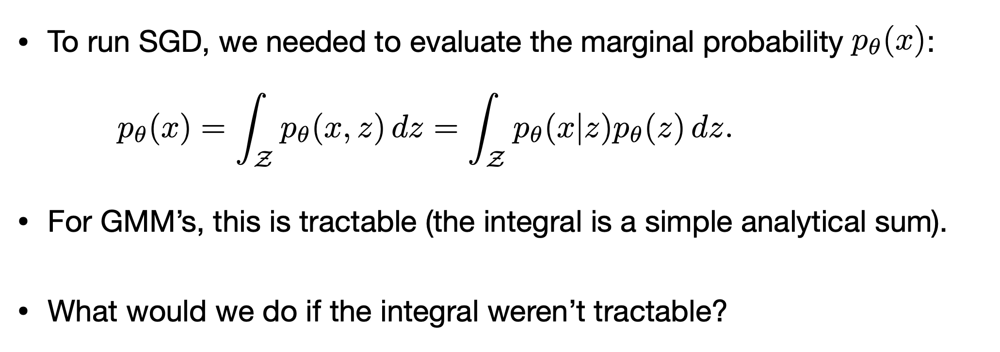 • To run SGD, we needed to evaluate the marginal probability $p_\theta(x)$:
$p_\theta(x) = \int_{\mathcal{Z}} p_\theta(x, z) \, dz = \int_{\mathcal{Z}} p_\theta(x|z) p_\theta(z) \, dz.$
• For GMM’s, this is tractable (the integral is a simple analytical sum).
• What would we do if the integral weren’t tractable?